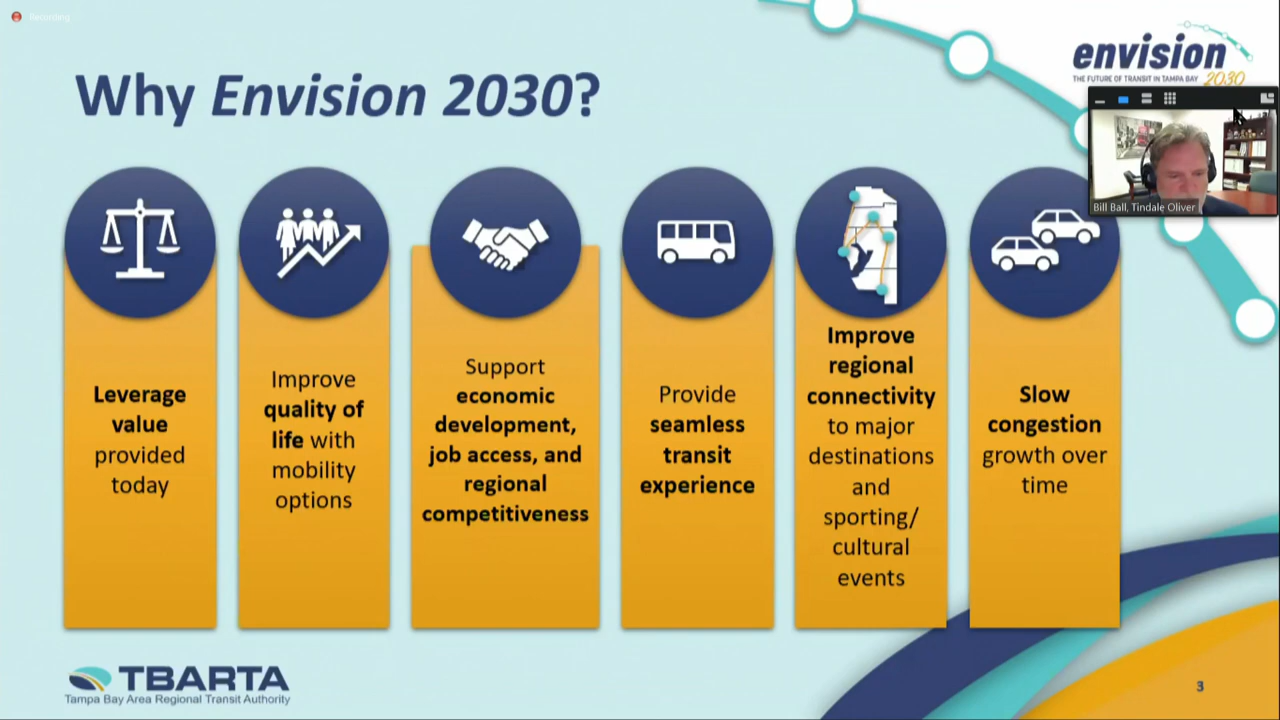 Recording
Why Envision 2030?
envision
THE FUTURE OF TRANSIT IN TAMPA BAY
2030
Bill Ball, Tindale Oliver
Leverage
value
provided
today
Improve
quality of
life with
mobility
options
Support
economic
development,
job access, and
regional
competitiveness
Provide
seamless
transit
experience
Improve
regional
connectivity
to major
destinations
and
sporting/
cultural
events
Slow
congestion
growth over
time
TBARTA
Tampa Bay Area Regional Transit Authority
3